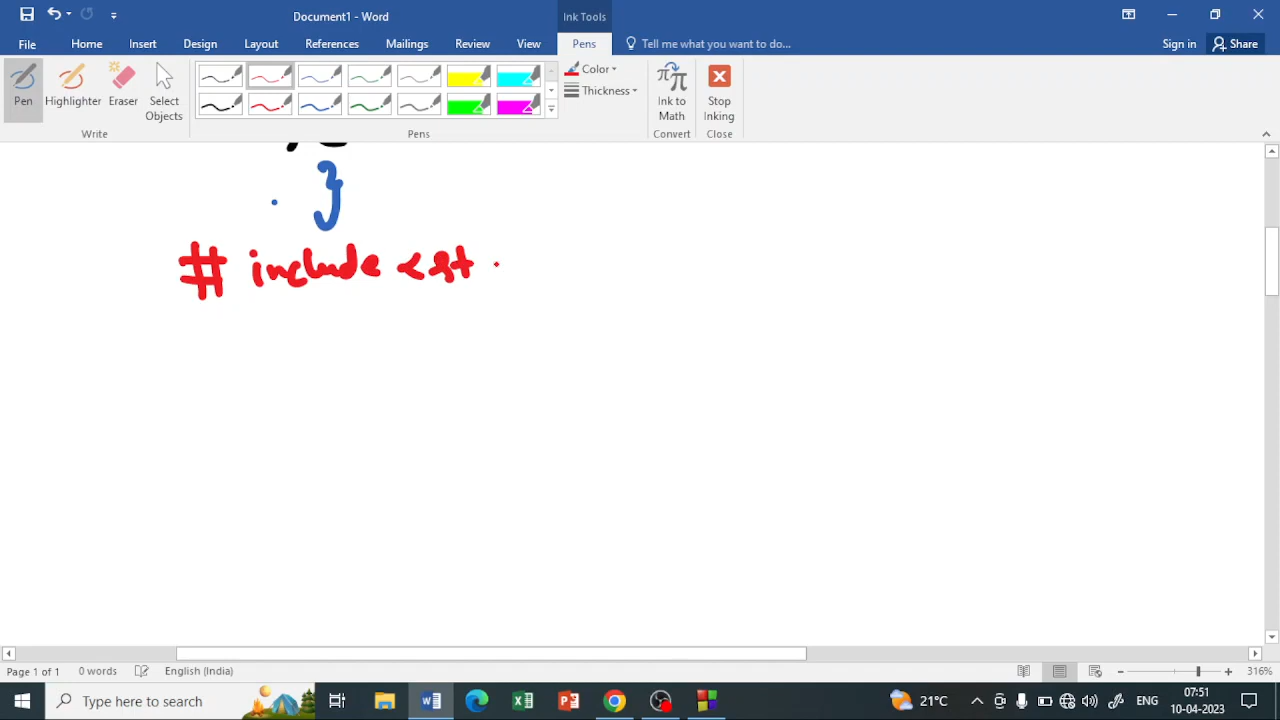 Document1 - Word
Ink Tools
File Home Insert Design Layout References Mailings Review View Pens Tell me what you want to do... Sign in Share
Pen Highlighter Eraser Select Objects
Color
Thickness
Ink to Math
Stop Inking
Write Pens Convert Close
}
# include <st
Page 1 of 1 0 words English (India) 316%
Type here to search 21°C ENG 07:51
10-04-2023